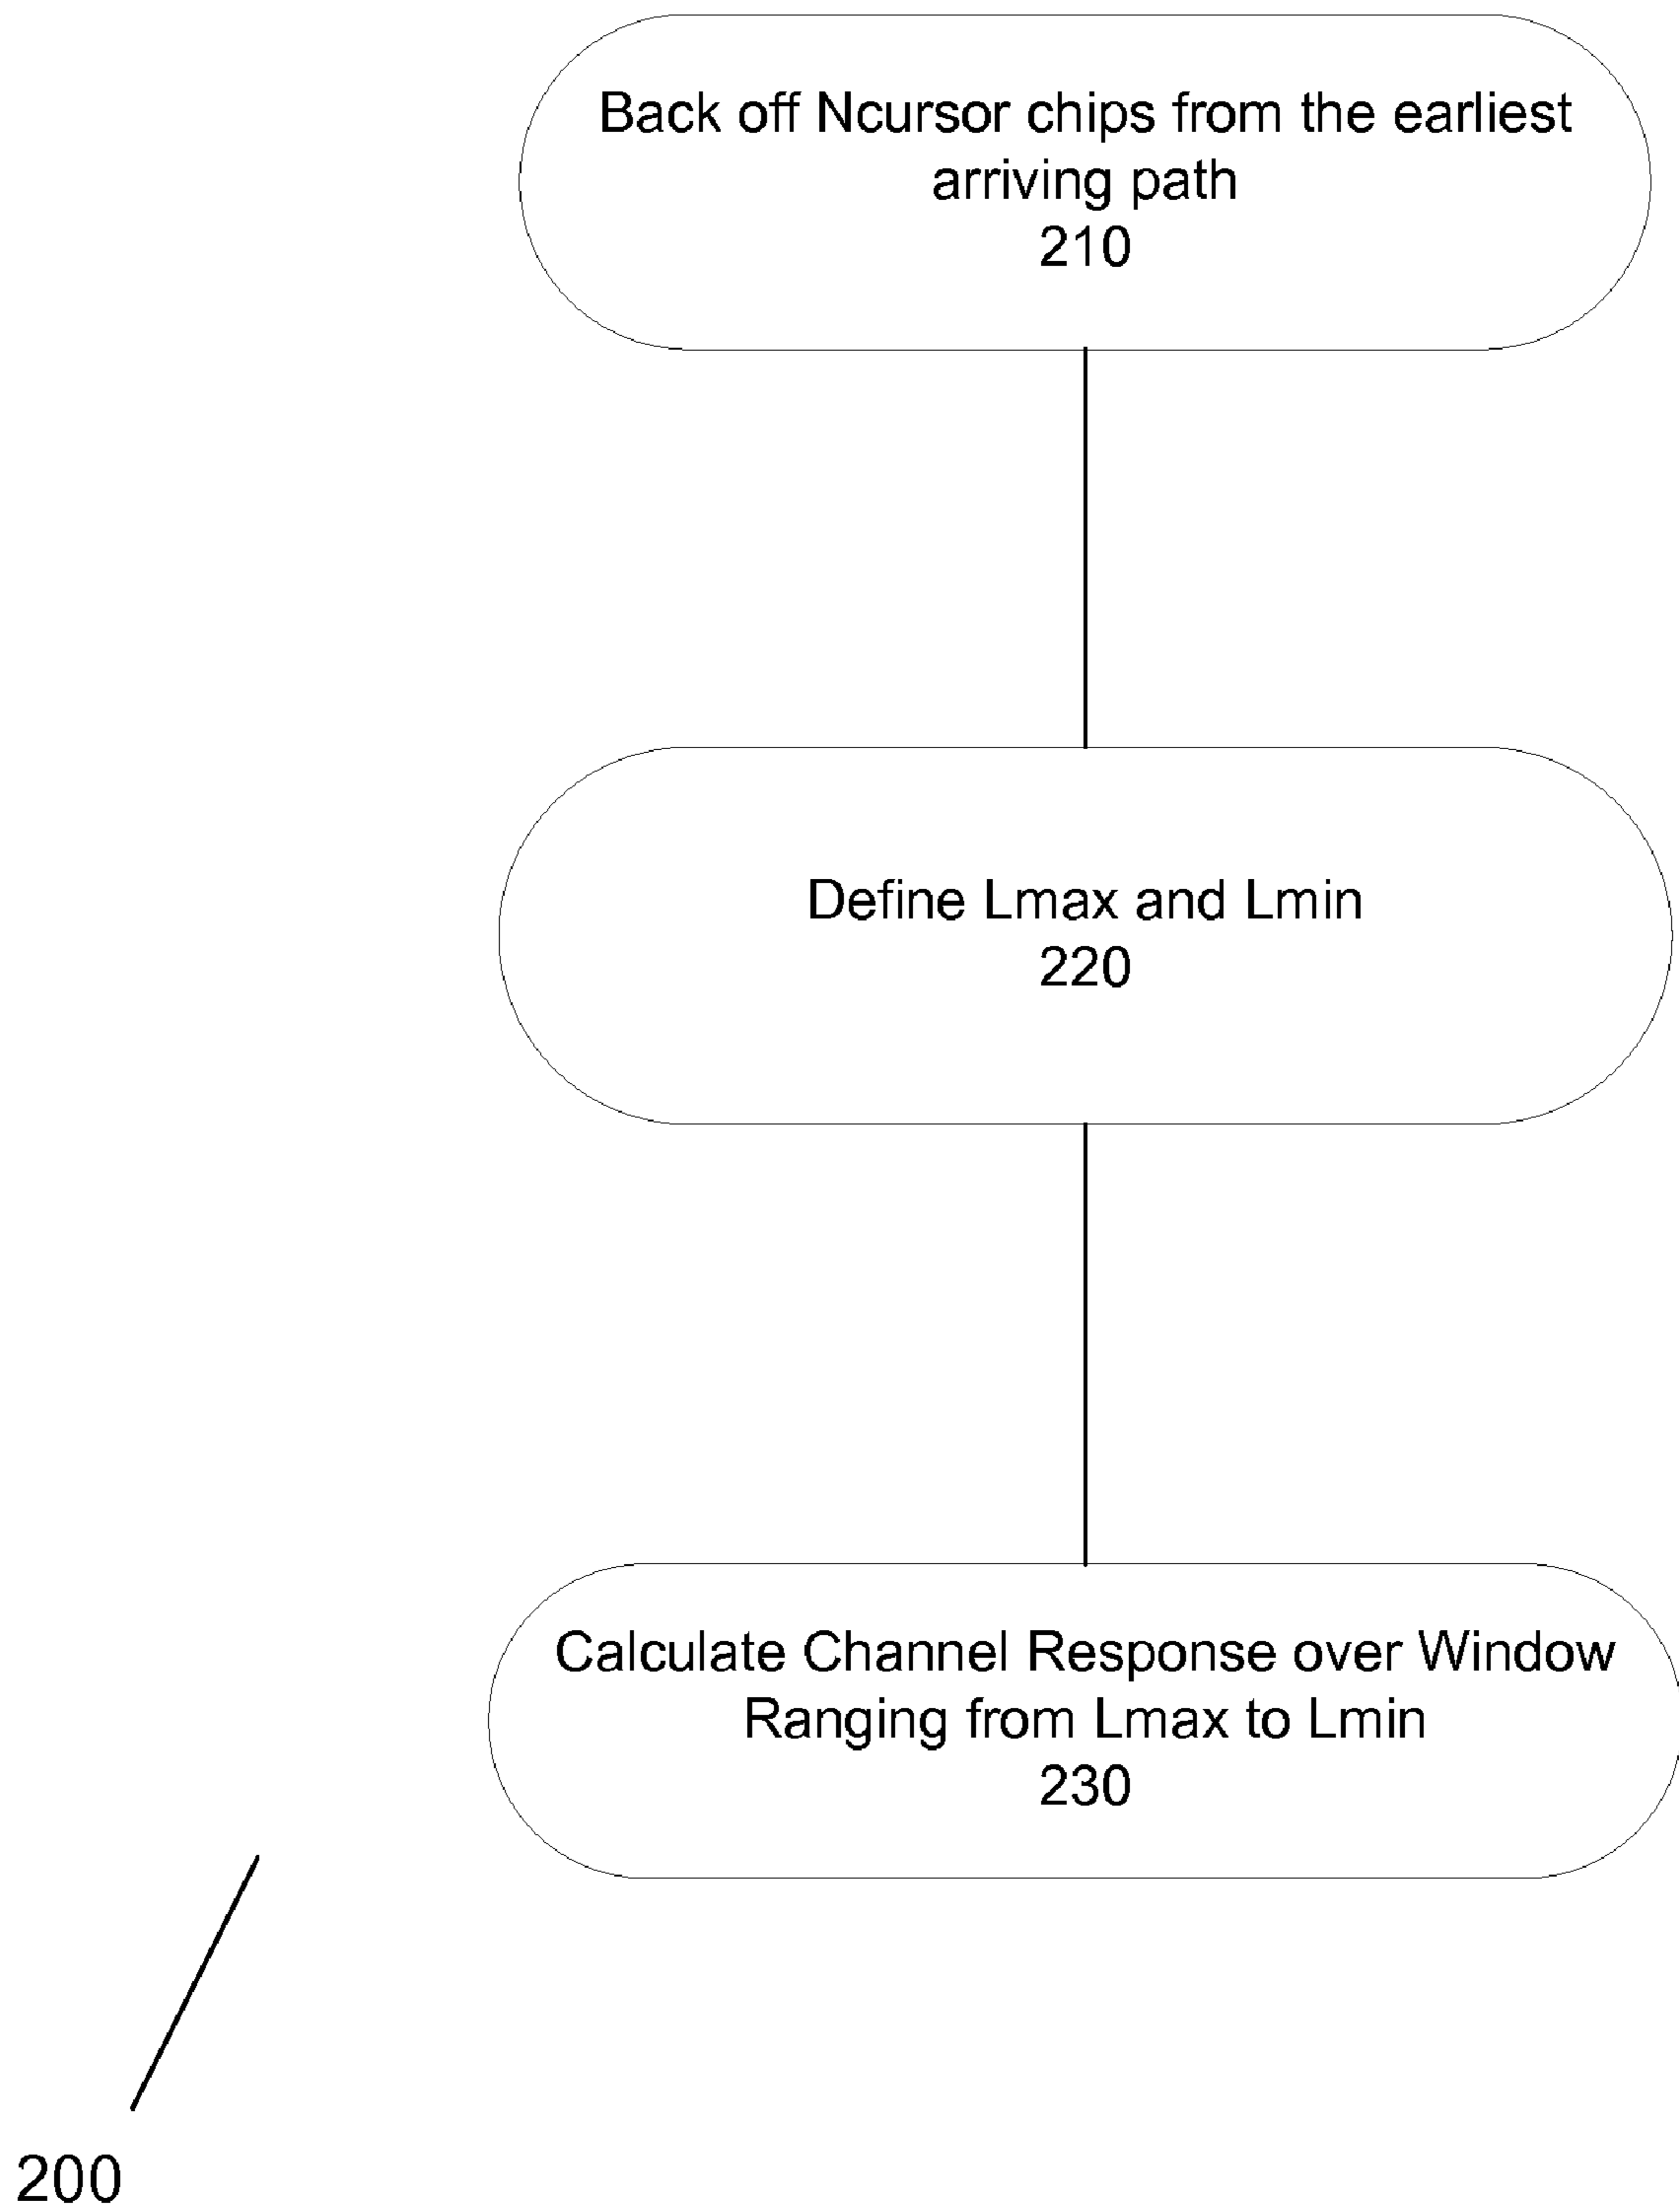 Back off Ncursor chips from the earliest
arriving path
210
Define Lmax and Lmin
220
Calculate Channel Response over Window
Ranging from Lmax to Lmin
230
200